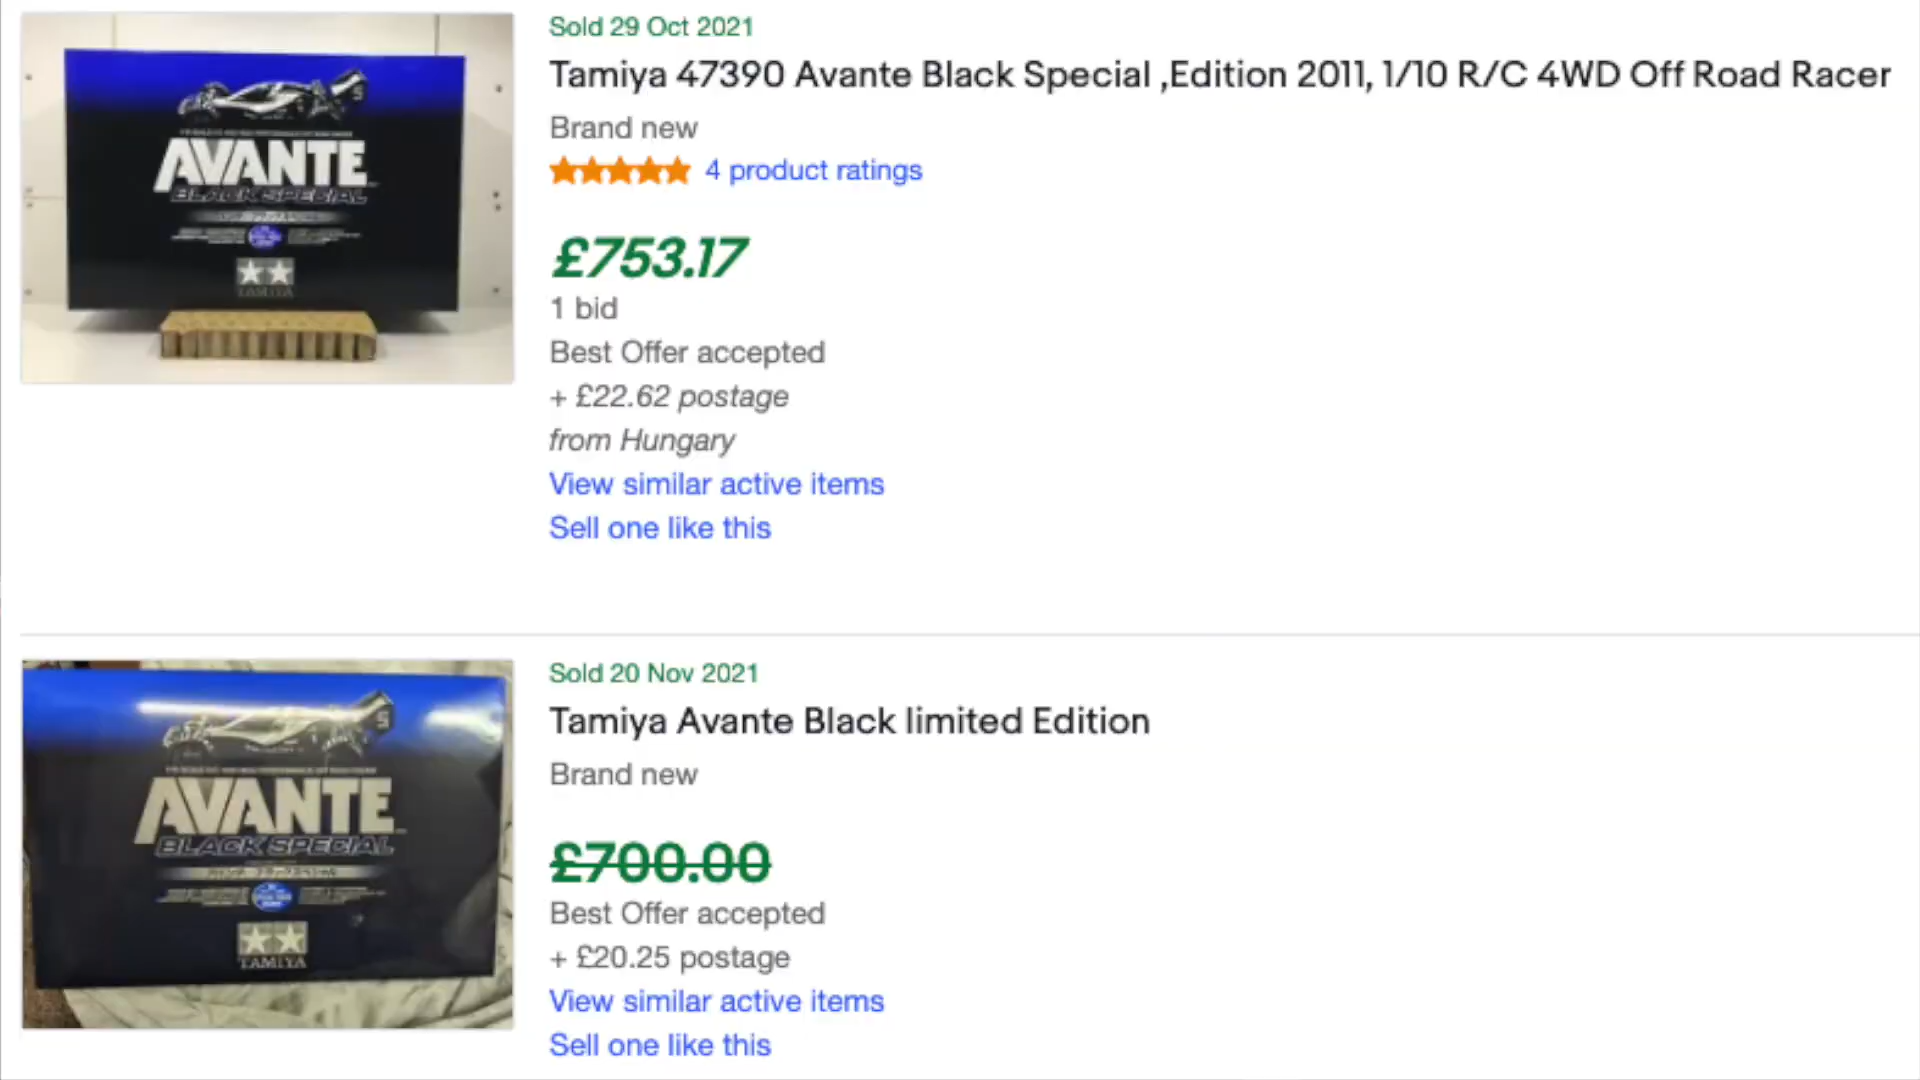 Sold 29 Oct 2021
Tamiya 47390 Avante Black Special ,Edition 2011, 1/10 R/C 4WD Off Road Racer
Brand new
4 product ratings
£753.17
1 bid
Best Offer accepted
+ £22.62 postage
from Hungary
View similar active items
Sell one like this
AVANTE
BLACK SPECIAL
TAMIYA
Sold 20 Nov 2021
Tamiya Avante Black limited Edition
Brand new
£700.00
Best Offer accepted
+ £20.25 postage
View similar active items
Sell one like this
AVANTE
BLACK SPECIAL
TAMIYA